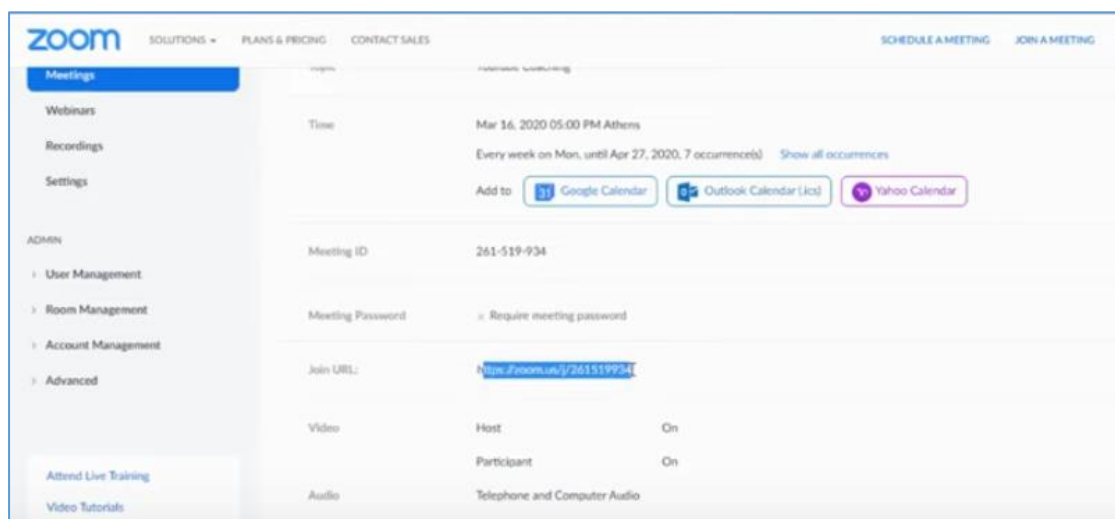 zoom SOLUTIONS PLANS & PRICING CONTACT SALES SCHEDULE A MEETING JOIN A MEETING
Meetings
Webinars
Recordings
Settings
ADMIN
User Management
Room Management
Account Management
Advanced
Attend Live Training
Video Tutorials
Topic Coaching
Time Mar 16, 2020 05:00 PM Athens
Every week on Mon, until Apr 27, 2020, 7 occurrence(s) Show all occurrences
Add to 31 Google Calendar Outlook Calendar (.ics) Yahoo Calendar
Meeting ID 261-519-934
Meeting Password × Require meeting password
Join URL: https://zoom.us/j/261519934
Video Host On
Participant On
Audio Telephone and Computer Audio